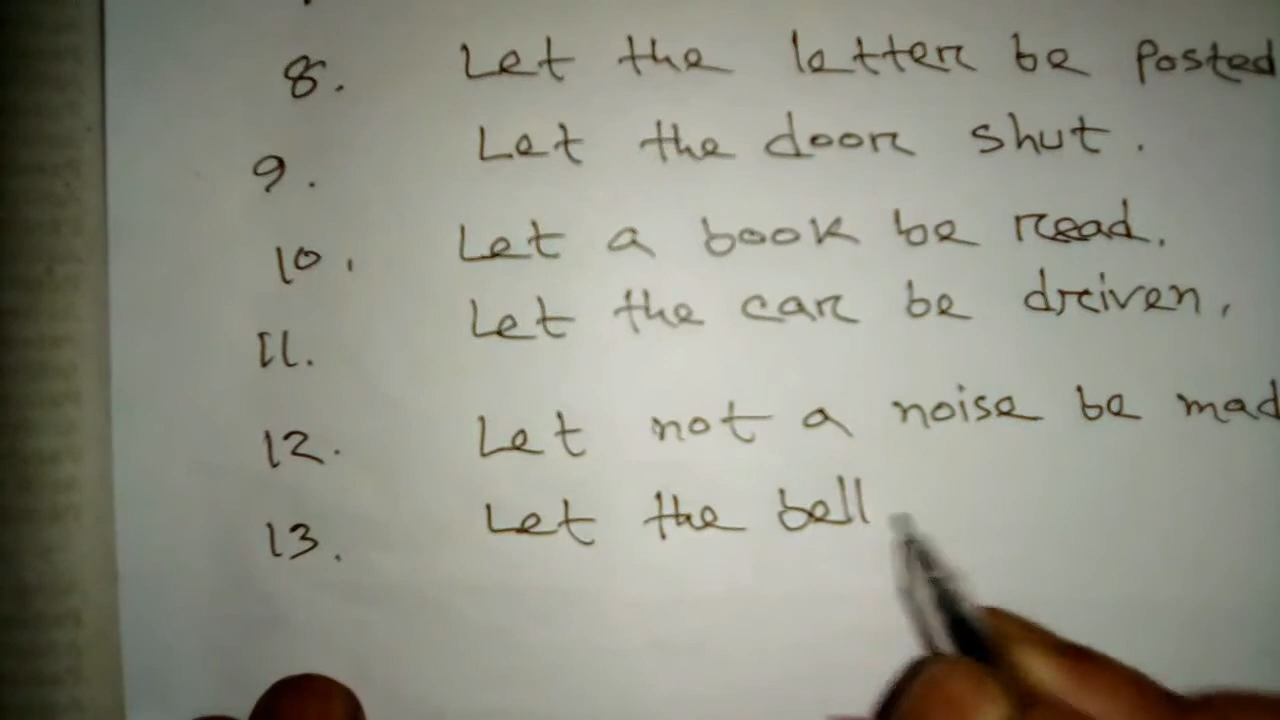 8. Let the letter be posted
9. Let the door shut.
10. Let a book be read.
11. Let the car be driven,
12. Let not a noise be mad
13. Let the bell